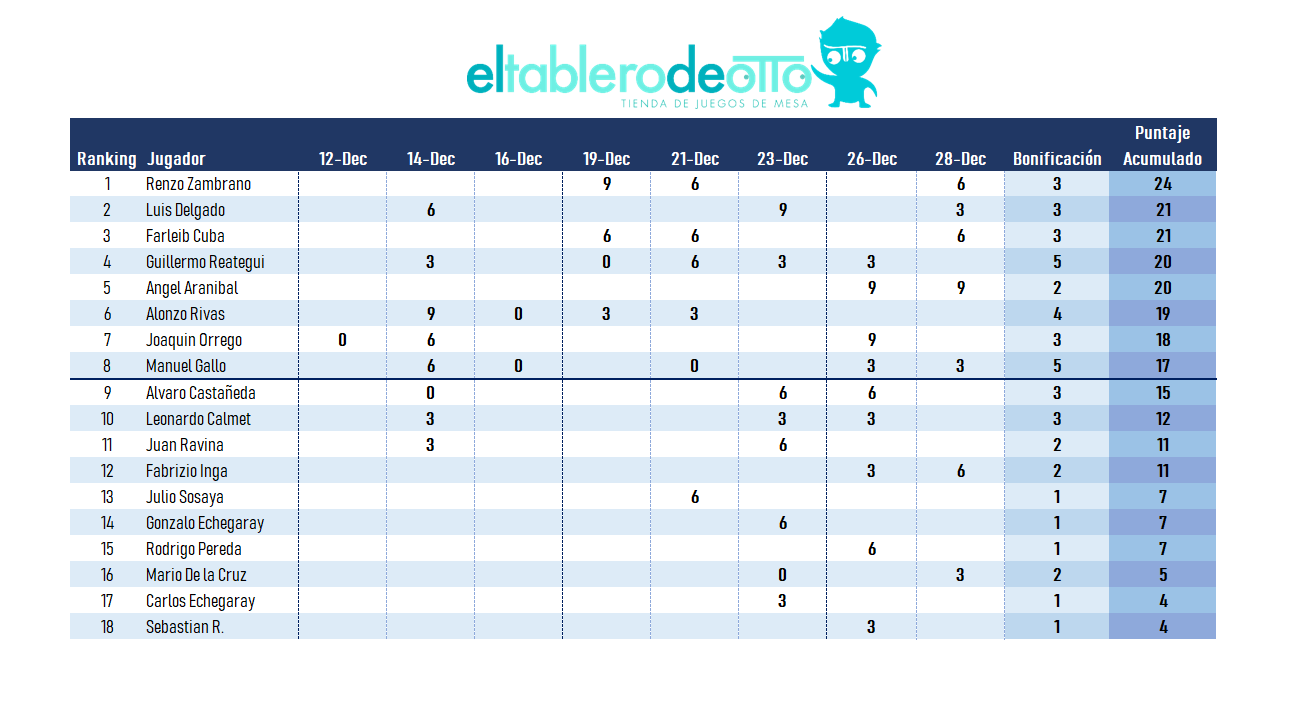 eltablerodeotto
TIENDA DE JUEGOS DE MESA
Ranking Jugador 12-Dec 14-Dec 16-Dec 19-Dec 21-Dec 23-Dec 26-Dec 28-Dec Bonificación Puntaje Acumulado
1 Renzo Zambrano 9 6 6 3 24
2 Luis Delgado 6 9 3 3 21
3 Farleib Cuba 6 6 6 3 21
4 Guillermo Reategui 3 0 6 3 3 5 20
5 Angel Aranibal 9 9 2 20
6 Alonzo Rivas 9 0 3 3 4 19
7 Joaquin Orrego 0 6 9 3 18
8 Manuel Gallo 6 0 0 3 3 5 17
9 Alvaro Castañeda 0 6 6 3 15
10 Leonardo Calmet 3 3 3 3 12
11 Juan Ravina 3 6 2 11
12 Fabrizio Inga 3 6 2 11
13 Julio Sosaya 6 1 7
14 Gonzalo Echegaray 6 1 7
15 Rodrigo Pereda 6 1 7
16 Mario De la Cruz 0 3 2 5
17 Carlos Echegaray 3 1 4
18 Sebastian R. 3 1 4